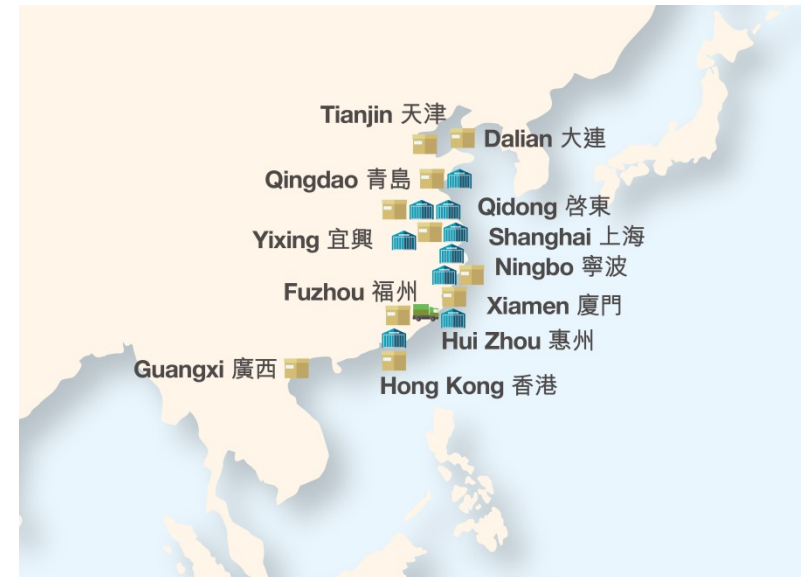 Tianjin 天津
Dalian 大連
Qingdao 青島
Qidong 啓東
Yixing 宜興
Shanghai 上海
Ningbo 寧波
Fuzhou 福州
Xiamen 廈門
Hui Zhou 惠州
Guangxi 廣西
Hong Kong 香港